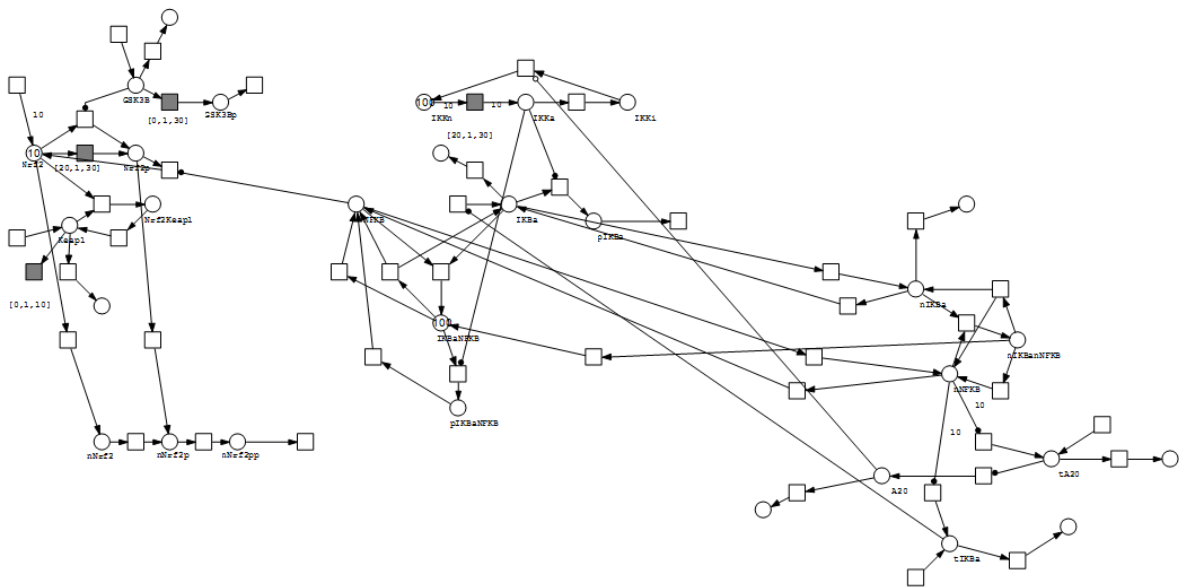 GSK3B
[0,1,30]
GSK3Bp
10
10
Nrf2
[20,1,30]
Nrf2p
Keap1
Nrf2Keap1
[0,1,10]
nNrf2
nNrf2p
nNrf2pp
100
10
10
IKKn
IKKa
IKKi
[20,1,30]
NFKB
IKBa
pIKBa
100
IKBaNFKB
pIKBaNFKB
nIKBa
nIKBanNFKB
nNFKB
10
10
tA20
A20
tIKBa